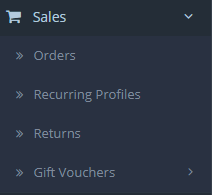 Sales
Orders
Recurring Profiles
Returns
Gift Vouchers